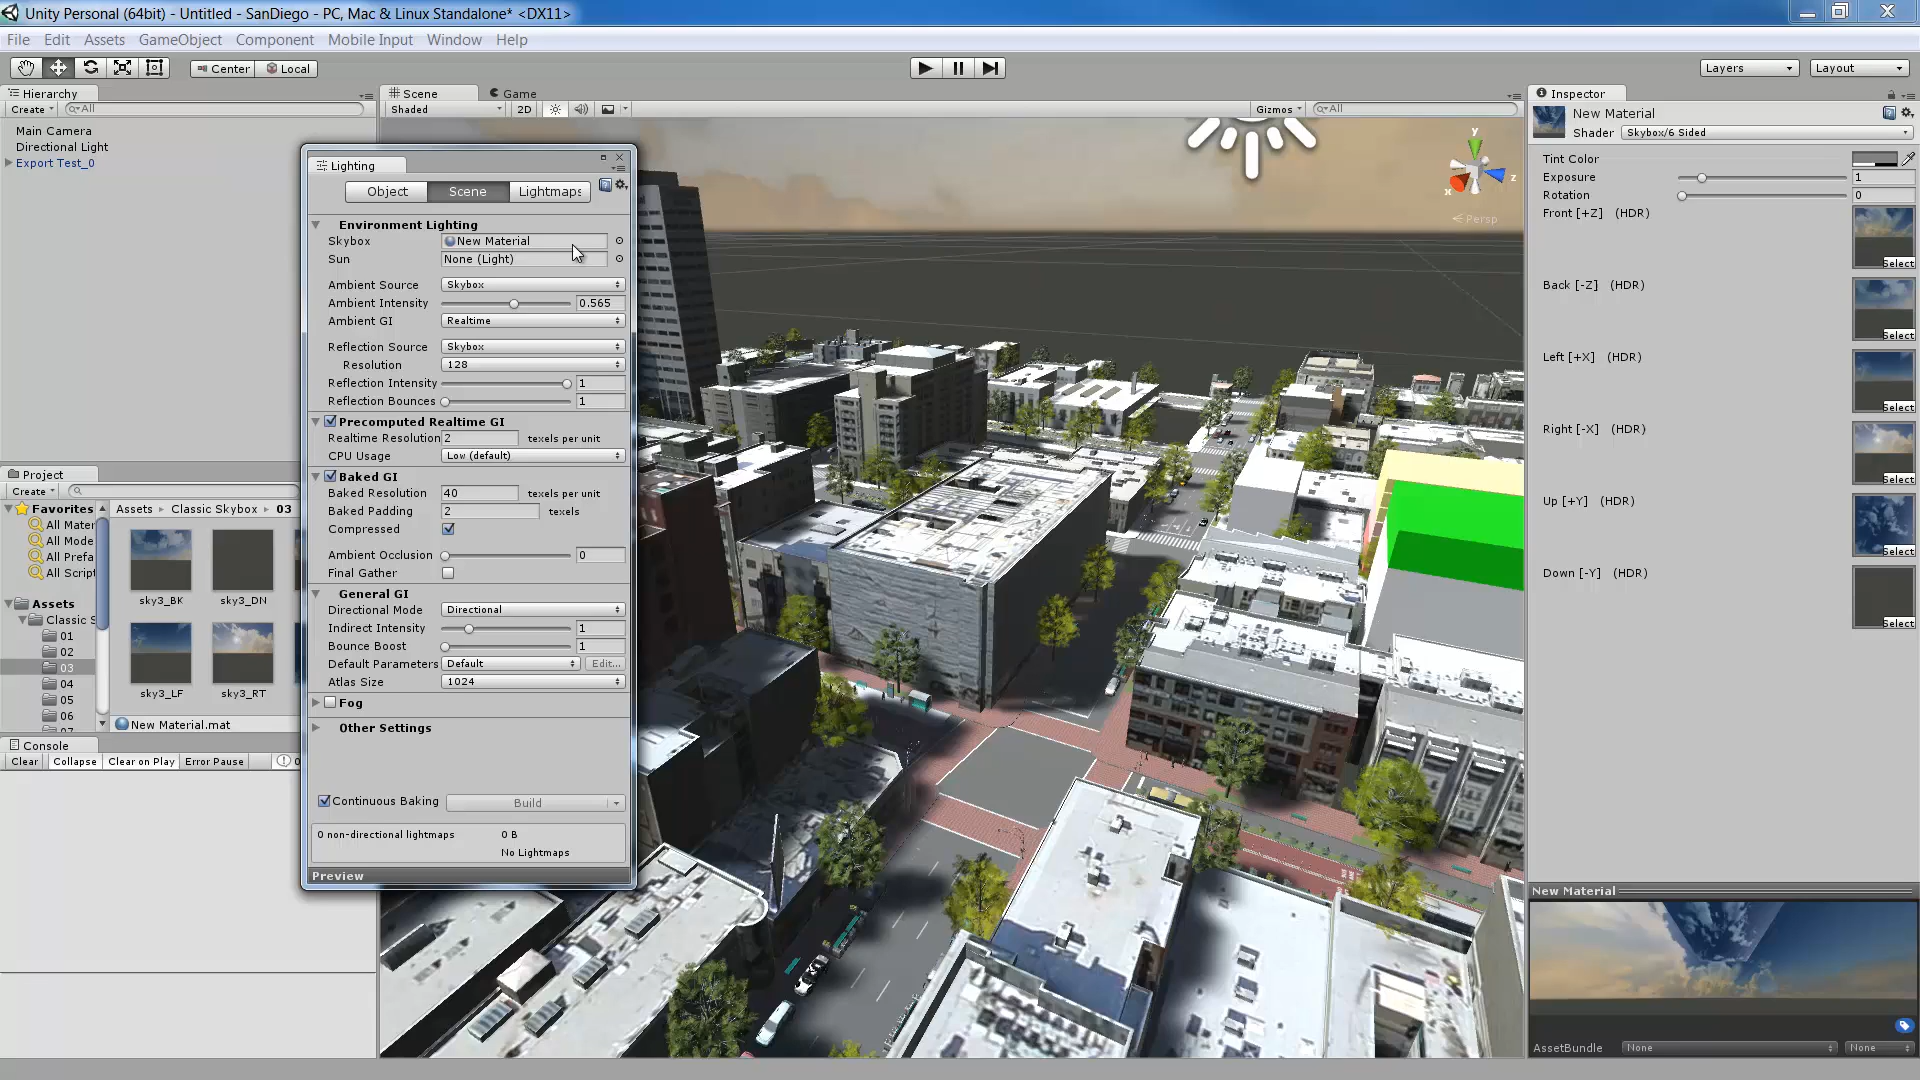 Unity Personal (64bit) - Untitled - SanDiego - PC, Mac & Linux Standalone* <DX11>
File Edit Assets GameObject Component Mobile Input Window Help
Center Local
Layers Layout
Hierarchy
Create All
Main Camera
Directional Light
Export Test_0
Scene Game
Shaded 2D Gizmos All
y
x
z
Persp
Lighting
Object Scene Lightmaps
Environment Lighting
Skybox New Material
Sun None (Light)
Ambient Source Skybox
Ambient Intensity 0.565
Ambient GI Realtime
Reflection Source Skybox
Resolution 128
Reflection Intensity 1
Reflection Bounces 1
Precomputed Realtime GI
Realtime Resolution 2 texels per unit
CPU Usage Low (default)
Baked GI
Baked Resolution 40 texels per unit
Baked Padding 2 texels
Compressed
Ambient Occlusion 0
Final Gather
General GI
Directional Mode Directional
Indirect Intensity 1
Bounce Boost 1
Default Parameters Default Edit...
Atlas Size 1024
Fog
Other Settings
Continuous Baking Build
0 non-directional lightmaps 0 B
No Lightmaps
Preview
Project
Create
Favorites
All Mater
All Mode
All Prefa
All Script
Assets
Classic S
01
02
03
04
05
06
Assets Classic Skybox 03
sky3_BK sky3_DN
sky3_LF sky3_RT
New Material.mat
Console
Clear Collapse Clear on Play Error Pause 0
Inspector
New Material
Shader Skybox/6 Sided
Tint Color
Exposure 1
Rotation 0
Front [+Z] (HDR)
Select
Back [-Z] (HDR)
Select
Left [+X] (HDR)
Select
Right [-X] (HDR)
Select
Up [+Y] (HDR)
Select
Down [-Y] (HDR)
Select
New Material
AssetBundle None None